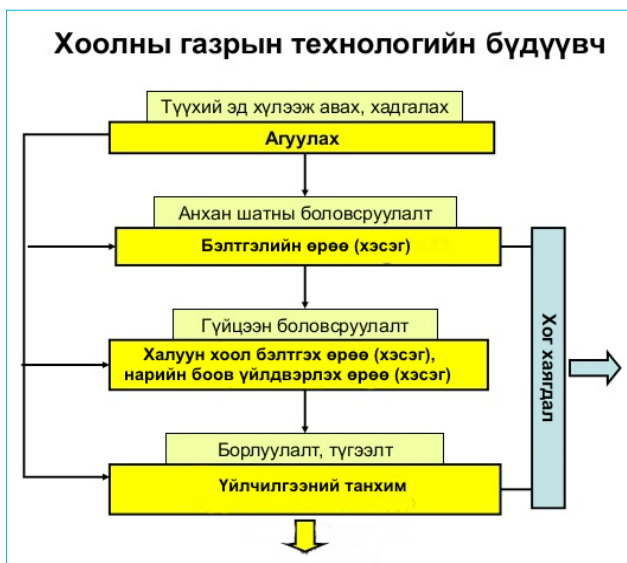 Хоолны газрын технологийн бүдүүвч
Түүхий эд хүлээж авах, хадгалах
Агуулах
Анхан шатны боловсруулалт
Бэлтгэлийн өрөө (хэсэг)
Гүйцээн боловсруулалт
Халуун хоол бэлтгэх өрөө (хэсэг),
нарийн боов үйлдвэрлэх өрөө (хэсэг)
Борлуулалт, түгээлт
Үйлчилгээний танхим
Хог хаягдал